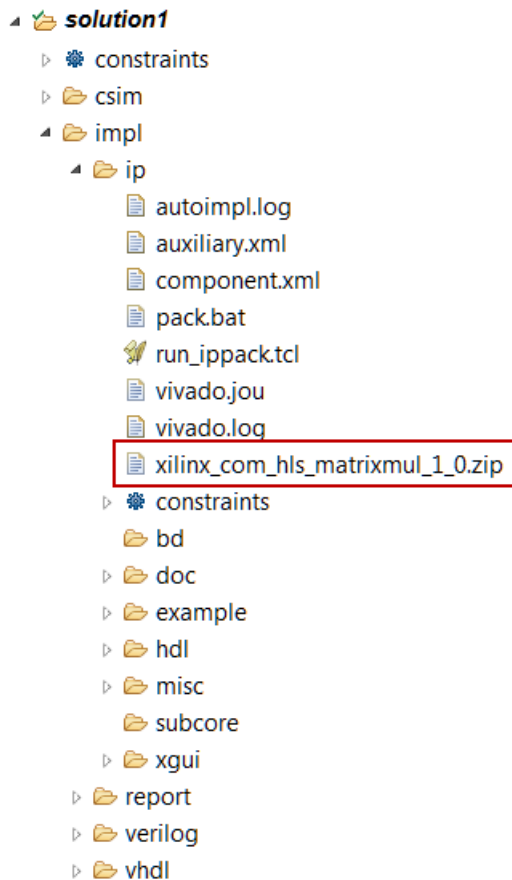 solution1
constraints
csim
impl
ip
autoimpl.log
auxiliary.xml
component.xml
pack.bat
run_ippack.tcl
vivado.jou
vivado.log
xilinx_com_hls_matrixmul_1_0.zip
constraints
bd
doc
example
hdl
misc
subcore
xgui
report
verilog
vhdl